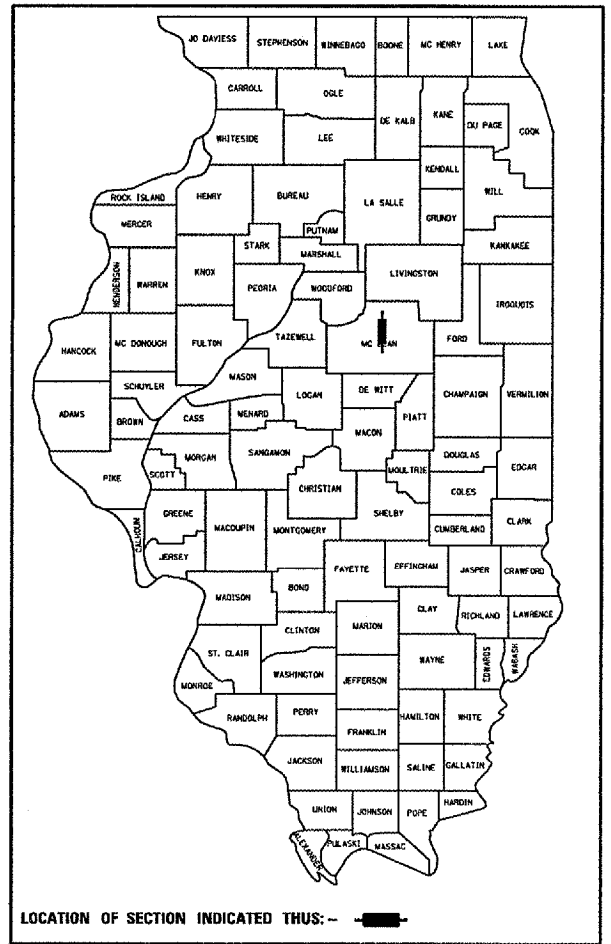 JO DAVIESS STEPHENSON WINNEBAGO BOONE MC HENRY LAKE
CARROLL OGLE DE KALB KANE DU PAGE COOK
WHITESIDE LEE KENDALL WILL
ROCK ISLAND HENRY BUREAU LA SALLE GRUNDY
MERCER PUTNAM KANKAKEE
HENDERSON WARREN KNOX STARK MARSHALL LIVINGSTON
PEORIA WOODFORD IROQUOIS
HANCOCK MC DONOUGH FULTON TAZEWELL FORD
SCHUYLER MASON LOGAN DE WITT CHAMPAIGN VERMILION
ADAMS BROWN CASS MENARD MACON PIATT
PIKE SCOTT MORGAN SANGAMON MOULTRIE DOUGLAS EDGAR
CHRISTIAN COLES
CALHOUN GREENE MACOUPIN MONTGOMERY SHELBY CUMBERLAND CLARK
JERSEY FAYETTE EFFINGHAM JASPER CRAWFORD
MADISON BOND CLAY RICHLAND LAWRENCE
CLINTON MARION
ST. CLAIR WASHINGTON WAYNE EDWARDS WABASH
MONROE JEFFERSON
RANDOLPH PERRY FRANKLIN HAMILTON WHITE
JACKSON WILLIAMSON SALINE GALLATIN
UNION JOHNSON POPE HARDIN
ALEXANDER PULASKI MASSAC
LOCATION OF SECTION INDICATED THUS:-